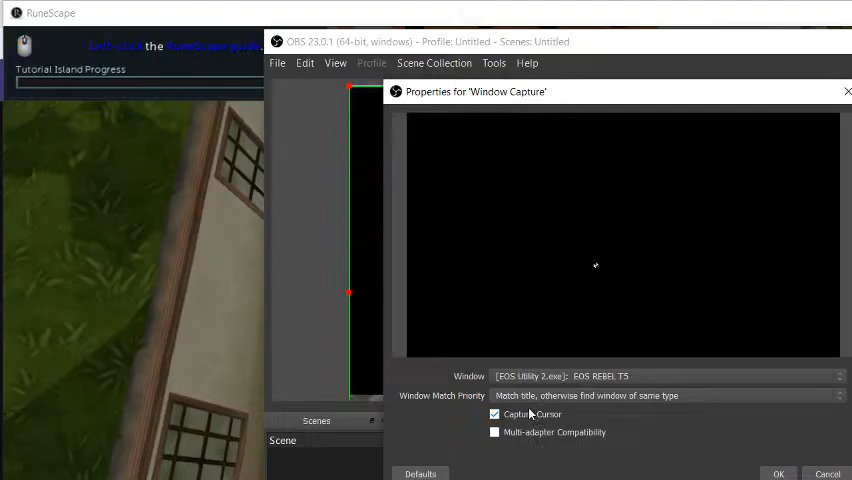 RuneScape
Left-click the RuneScape guide.
Tutorial Island Progress
OBS 23.0.1 (64-bit, windows) - Profile: Untitled - Scenes: Untitled
File Edit View Profile Scene Collection Tools Help
Properties for 'Window Capture'
Window [EOS Utility 2.exe]: EOS REBEL T5
Window Match Priority Match title, otherwise find window of same type
Capture Cursor
Multi-adapter Compatibility
Scenes
Scene
Defaults OK Cancel